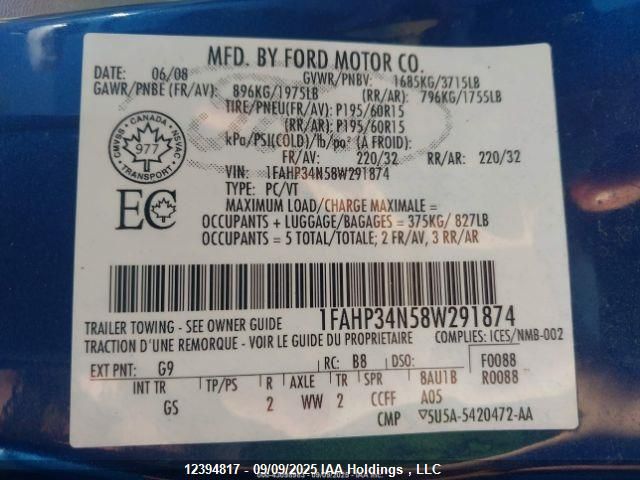 MFD. BY FORD MOTOR CO.
DATE: 06/08 GVWR/PNBV: 1685KG/3715LB
GAWR/PNBE (FR/AV): 896KG/1975LB (RR/AR): 796KG/1755LB
TIRE/PNEU(FR/AV): P195/60R15
(RR/AR): P195/60R15
kPa/PSI(COLD)/lb/po² (A FROID):
FR/AV: 220/32 RR/AR: 220/32
VIN: 1FAHP34N58W291874
TYPE: PC/VT
MAXIMUM LOAD/CHARGE MAXIMALE =
OCCUPANTS + LUGGAGE/BAGAGES = 375KG/ 827LB
OCCUPANTS = 5 TOTAL/TOTALE; 2 FR/AV, 3 RR/AR
CANADA
CMVSS NSVAC
977
TRANSPORT
EC
1FAHP34N58W291874
TRAILER TOWING - SEE OWNER GUIDE COMPLIES: ICES/NMB-002
TRACTION D'UNE REMORQUE - VOIR LE GUIDE DU PROPRIETAIRE
EXT PNT: G9 RC: B8 DSO: F0088
INT TR TP/PS R AXLE TR SPR 8AU1B R0088
GS 2 WW 2 CCFF A05
CMP ▽5U5A-5420472-AA
12394817 - 09/09/2025 IAA Holdings , LLC